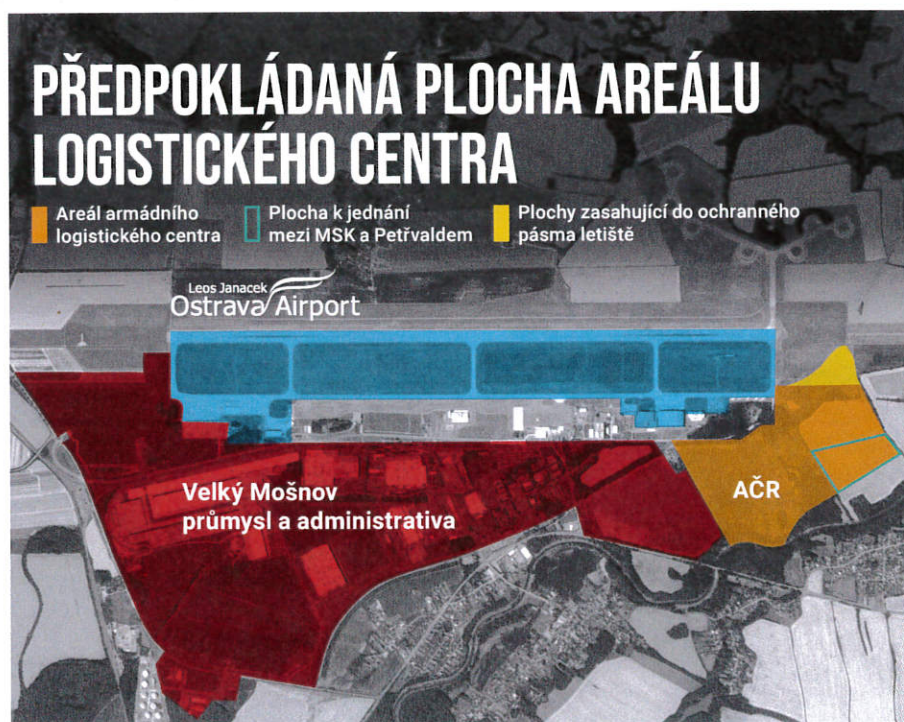 PŘEDPOKLÁDANÁ PLOCHA AREÁLU
LOGISTICKÉHO CENTRA
Areál armádního
logistického centra
Plocha k jednání
mezi MSK a Petřvaldem
Plochy zasahující do ochranného
pásma letiště
Leos Janacek
Ostrava Airport
Velký Mošnov
průmysl a administrativa
AČR